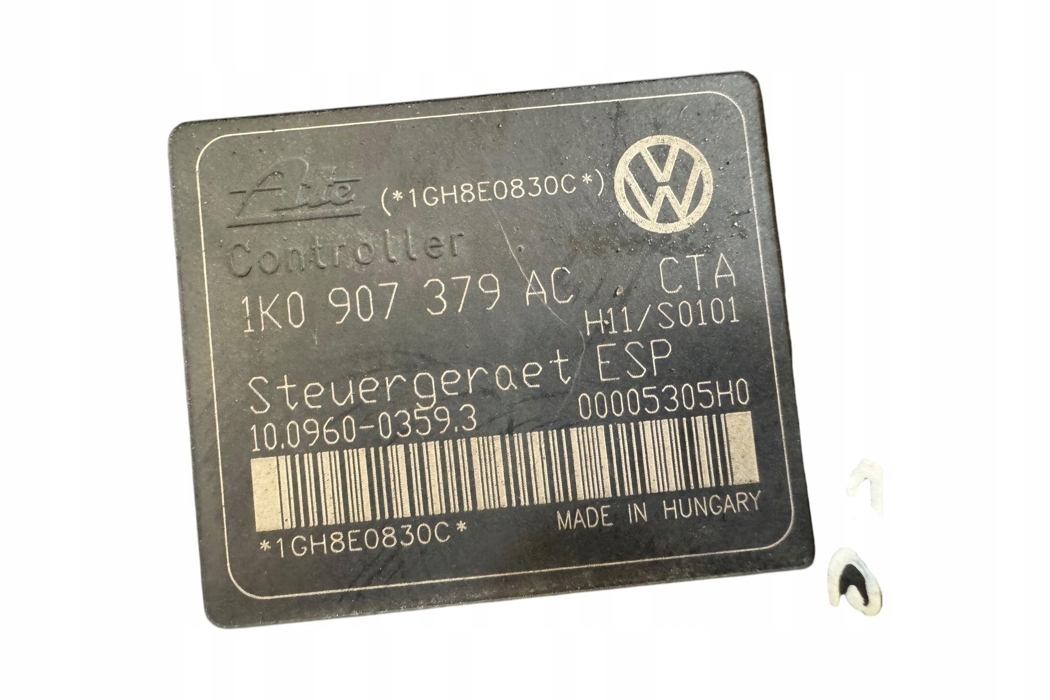 Ate (*1GH8E0830C*)
Controller
1K0 907 379 AC CTA
H11/S0101
Steuergeraet ESP
10.0960-0359.3 00005305H0
*1GH8E0830C* MADE IN HUNGARY